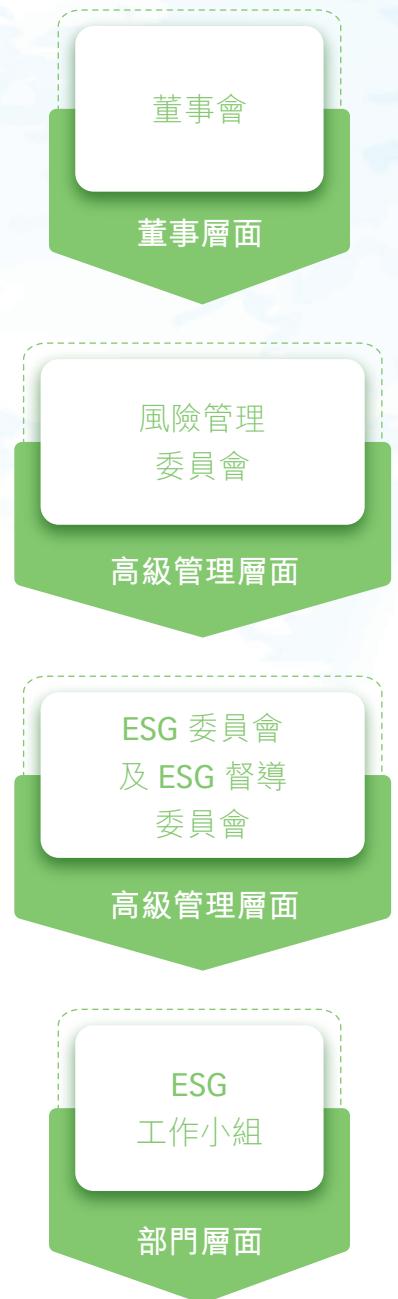 董事會
董事層面
風險管理
委員會
高級管理層面
ESG 委員會
及 ESG 督導
委員會
高級管理層面
ESG
工作小組
部門層面